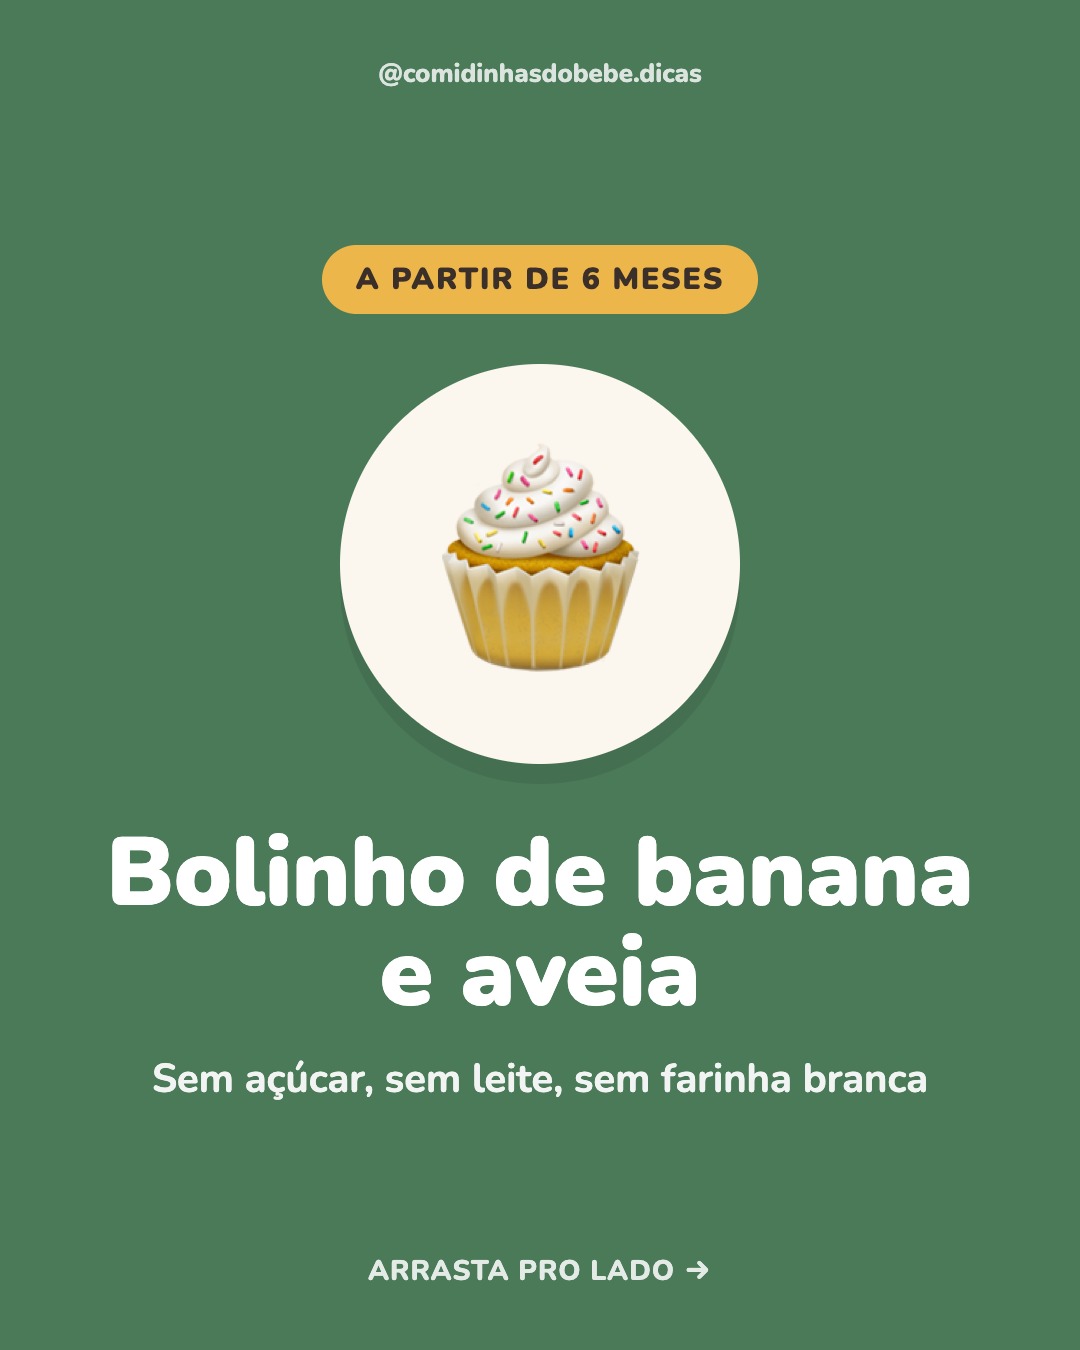 @comidinhasdobebe.dicas
A PARTIR DE 6 MESES
Bolinho de banana
e aveia
Sem açúcar, sem leite, sem farinha branca
ARRASTA PRO LADO →